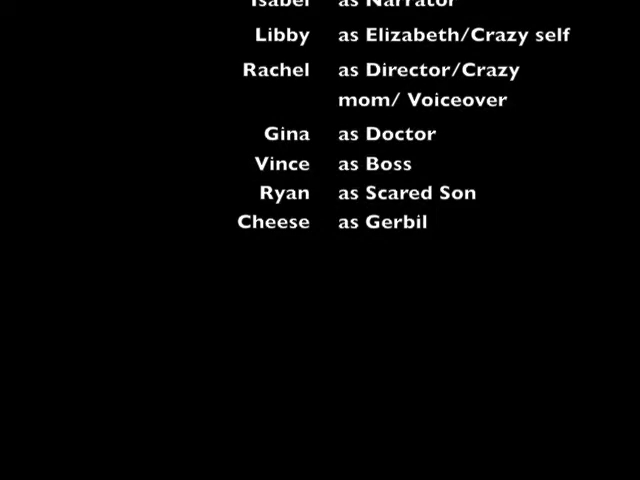 Isabel as Narrator
Libby as Elizabeth/Crazy self
Rachel as Director/Crazy
mom/ Voiceover
Gina as Doctor
Vince as Boss
Ryan as Scared Son
Cheese as Gerbil